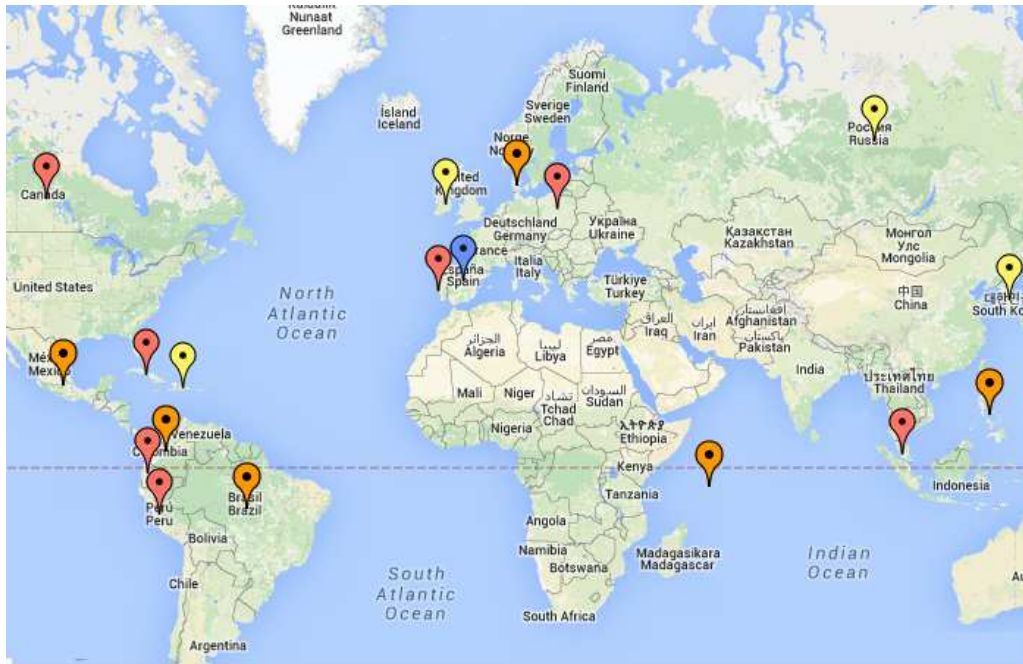 Nunaat
Greenland
Ísland
Iceland
Suomi
Finland
Sverige
Sweden
Norge
United
Kingdom
Россия
Russia
Canada
Deutschland
Germany
Україна
Ukraine
Қазақстан
Kazakhstan
Монгол
Улс
Mongolia
España
Spain
Italia
Italy
Türkiye
Turkey
United States
North
Atlantic
Ocean
中国
China
South Ko
العراق
Iraq
ایران
Iran
افغانستان
Afghanistan
پاکستان
Pakistan
الجزائر
Algeria
ليبيا
Libya
مصر
Egypt
India
ประเทศไทย
Thailand
Mexico
Mali
Niger
تشاد
Tchad
Chad
السودان
Sudan
Nigeria
ኢትዮጵያ
Ethiopia
Venezuela
Colombia
Kenya
Tanzania
Indonesia
Brasil
Brazil
Perú
Peru
Angola
Bolivia
Namibia
Botswana
Madagasikara
Madagascar
Indian
Ocean
South
Atlantic
Ocean
Chile
South Africa
Argentina
Au